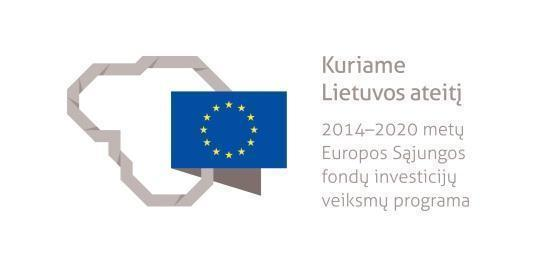 Kuriame
Lietuvos ateitį
2014–2020 metų
Europos Sąjungos
fondų investicijų
veiksmų programa